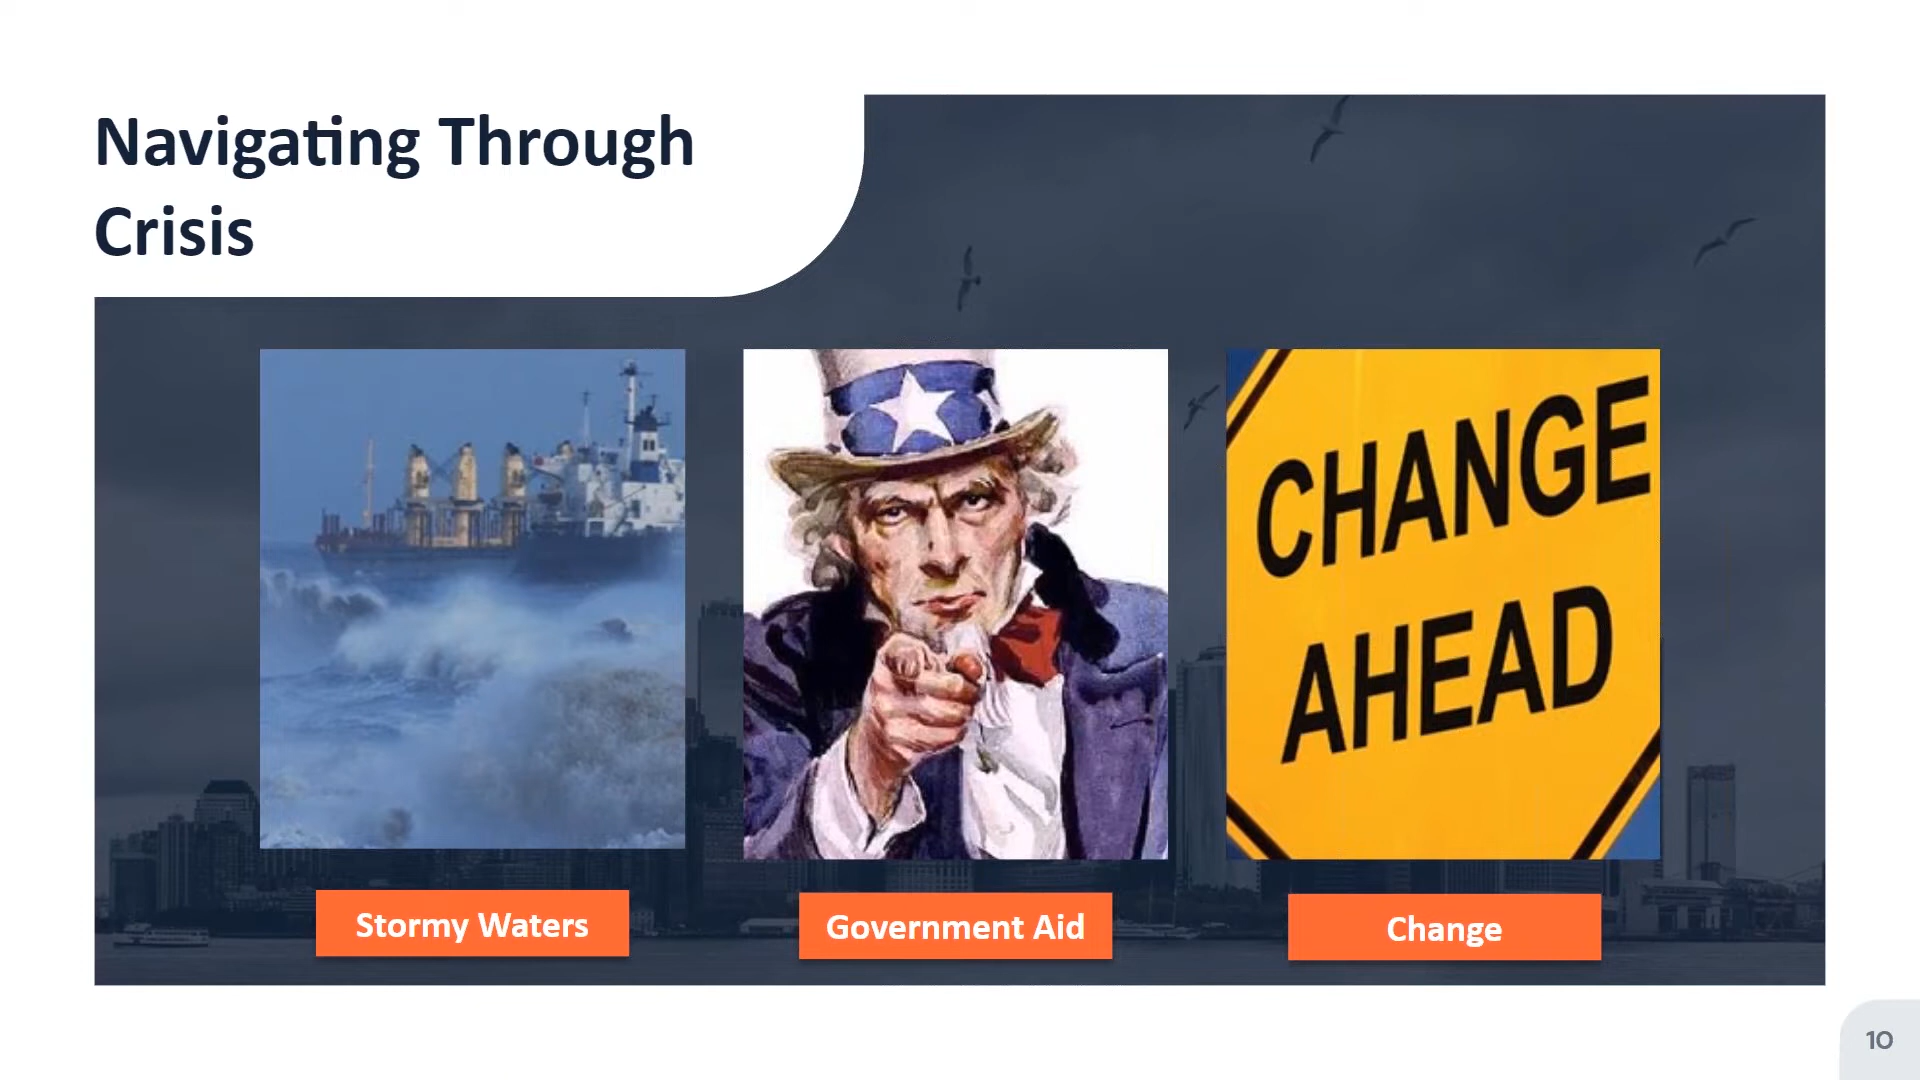 Navigating Through
Crisis
CHANGE
AHEAD
Stormy Waters
Government Aid
Change
10